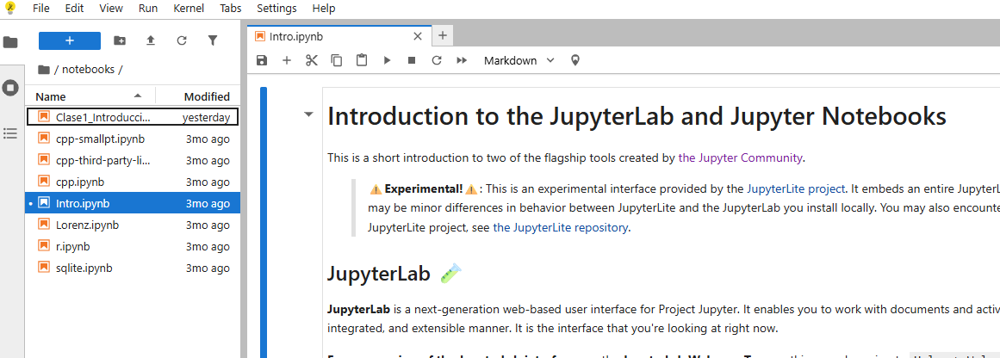 File Edit View Run Kernel Tabs Settings Help
Intro.ipynb
Markdown
/ notebooks /
Name Modified
Clase1_Introducci... yesterday
cpp-smallpt.ipynb 3mo ago
cpp-third-party-li... 3mo ago
cpp.ipynb 3mo ago
Intro.ipynb 3mo ago
Lorenz.ipynb 3mo ago
r.ipynb 3mo ago
sqlite.ipynb 3mo ago
Introduction to the JupyterLab and Jupyter Notebooks
This is a short introduction to two of the flagship tools created by the Jupyter Community.
⚠️Experimental!⚠️: This is an experimental interface provided by the JupyterLite project. It embeds an entire JupyterL
may be minor differences in behavior between JupyterLite and the JupyterLab you install locally. You may also encounte
JupyterLite project, see the JupyterLite repository.
JupyterLab
JupyterLab is a next-generation web-based user interface for Project Jupyter. It enables you to work with documents and activ
integrated, and extensible manner. It is the interface that you're looking at right now.